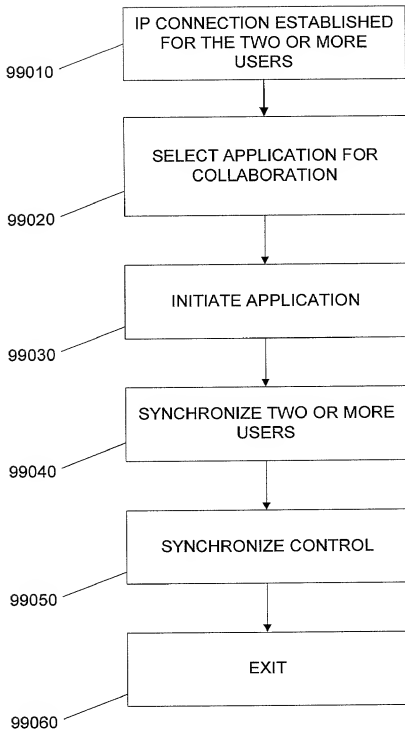 IP CONNECTION ESTABLISHED
FOR THE TWO OR MORE
USERS
99010
SELECT APPLICATION FOR
COLLABORATION
99020
INITIATE APPLICATION
99030
SYNCHRONIZE TWO OR MORE
USERS
99040
SYNCHRONIZE CONTROL
99050
EXIT
99060